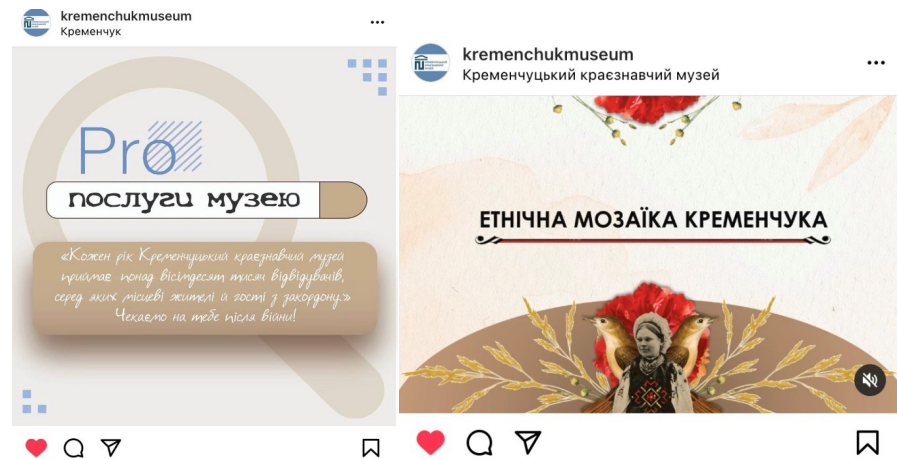 kremenchukmuseum
Кременчук
Pro
послуги музею
«Кожен рік Кременчуцький краєзнавчий музей
приймає понад вісімдесят тисяч відвідувачів,
серед яких місцеві жителі й гості з закордону.»
Чекаємо на тебе після війни!
kremenchukmuseum
Кременчуцький краєзнавчий музей
ЕТНІЧНА МОЗАЇКА КРЕМЕНЧУКА